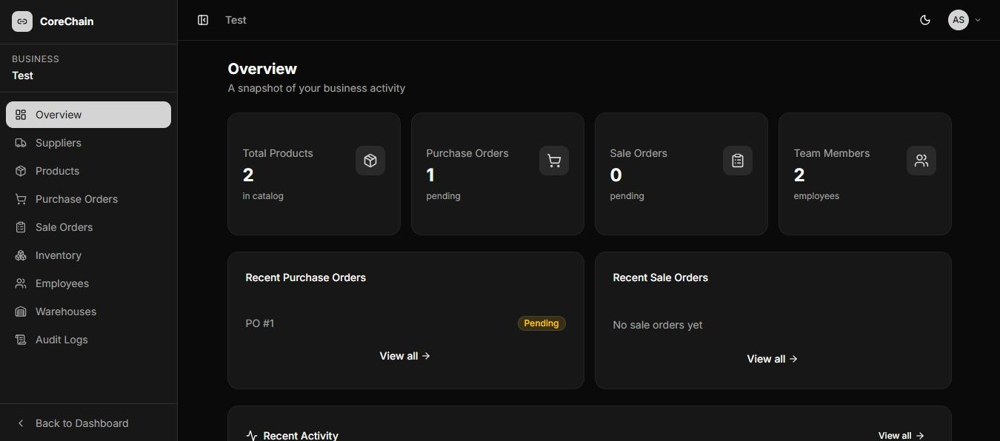 CoreChain
BUSINESS
Test
Overview
Suppliers
Products
Purchase Orders
Sale Orders
Inventory
Employees
Warehouses
Audit Logs
Back to Dashboard
Test
AS
Overview
A snapshot of your business activity
Total Products
2
in catalog
Purchase Orders
1
pending
Sale Orders
0
pending
Team Members
2
employees
Recent Purchase Orders
PO #1
Pending
View all →
Recent Sale Orders
No sale orders yet
View all →
Recent Activity
View all →